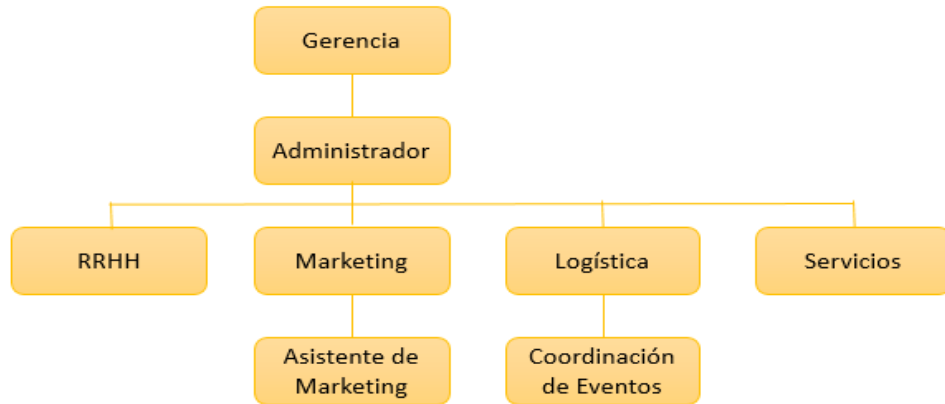 Gerencia
Administrador
RRHH
Marketing
Logística
Servicios
Asistente de
Marketing
Coordinación
de Eventos